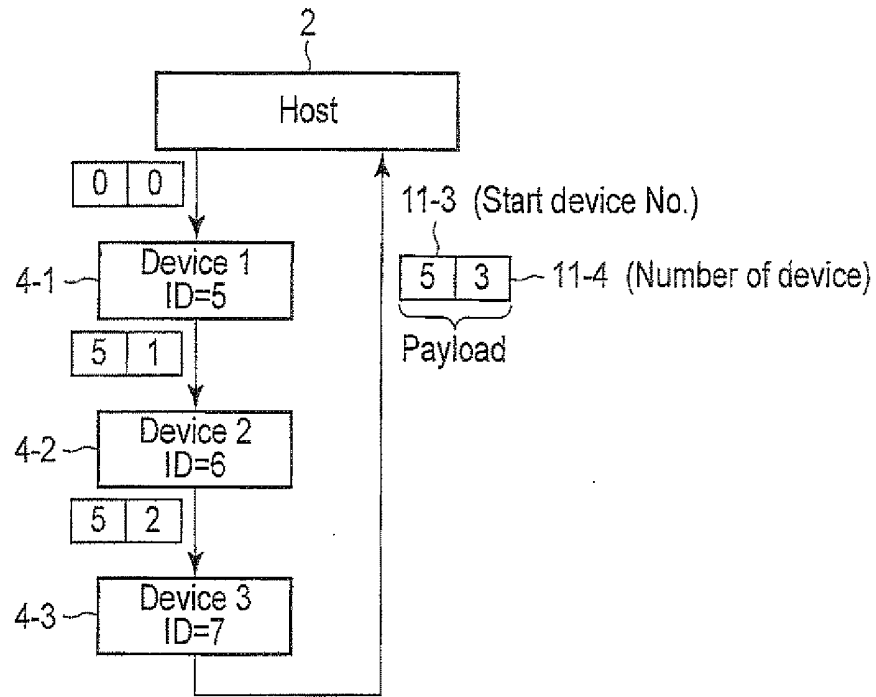 2
Host
0 0
11-3 (Start device No.)
4-1
Device 1
ID=5
5 3
11-4 (Number of device)
Payload
5 1
4-2
Device 2
ID=6
5 2
4-3
Device 3
ID=7